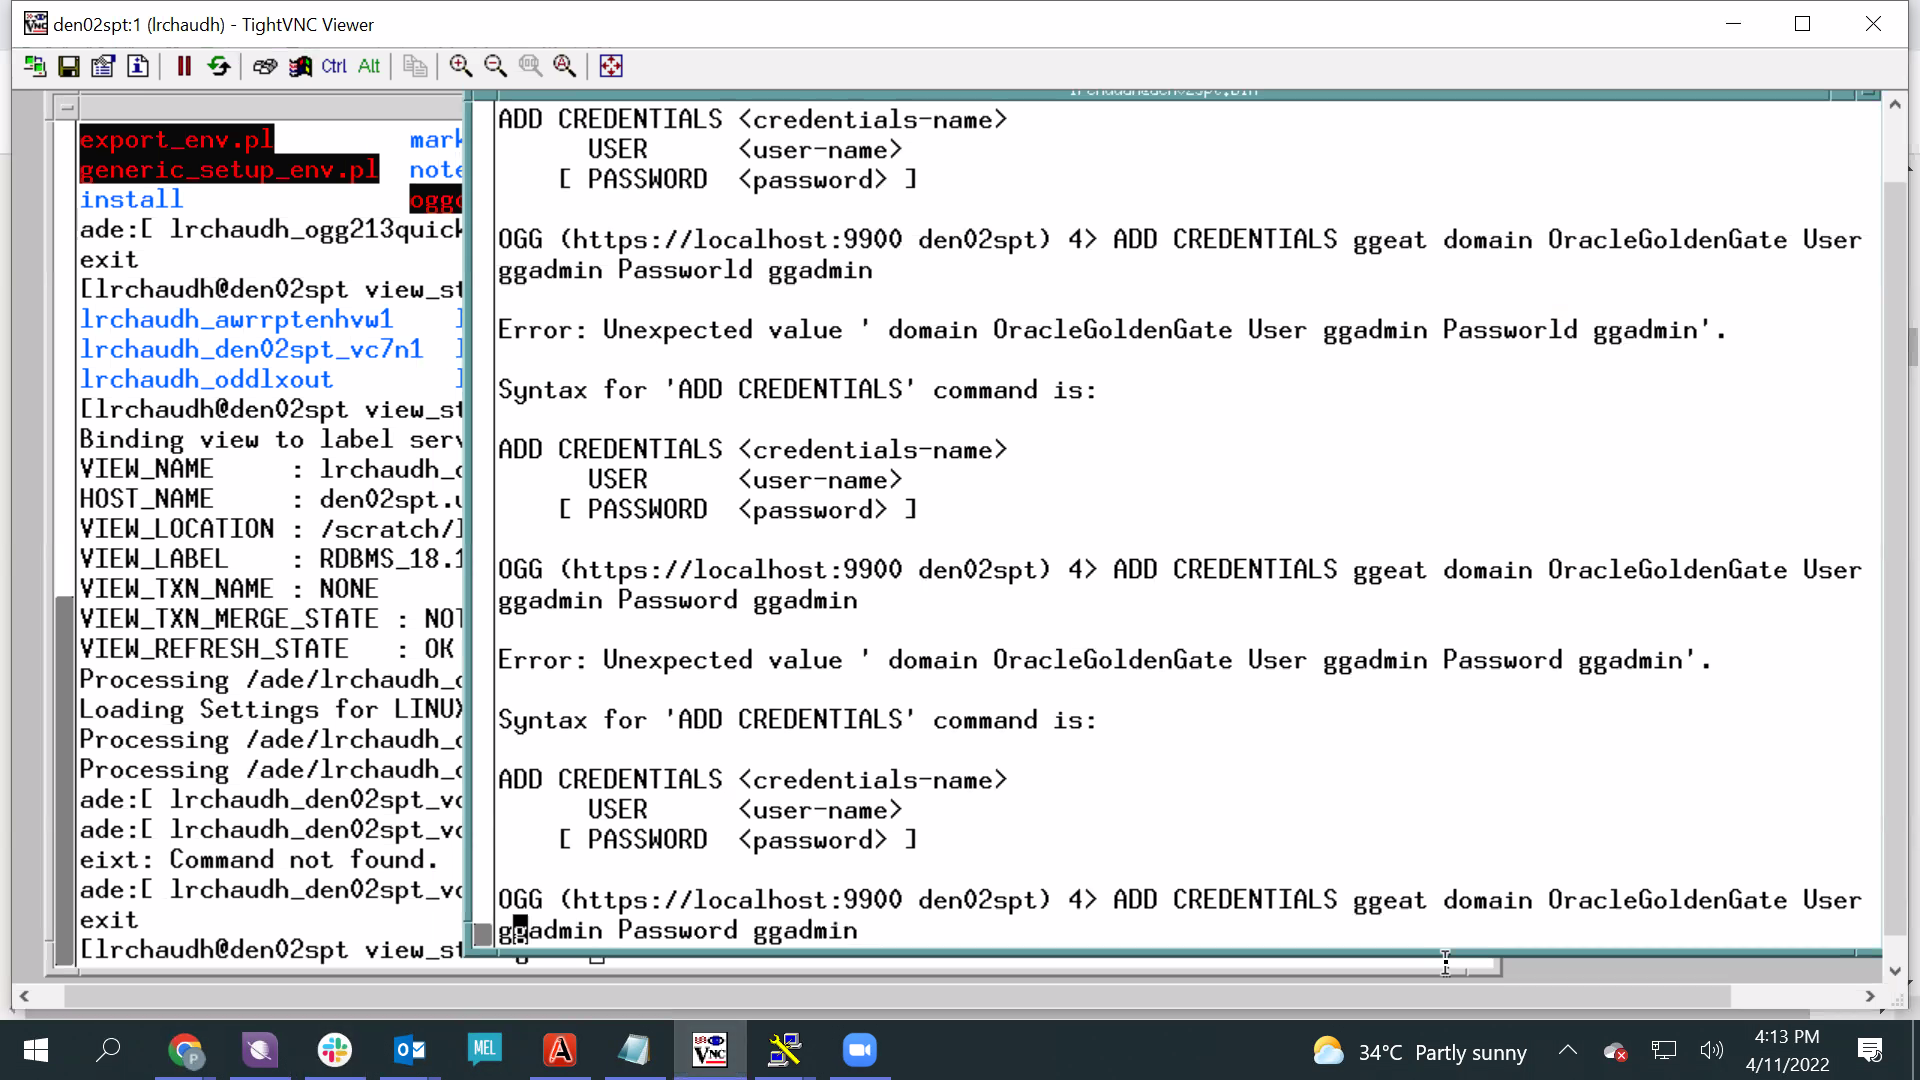 den02spt:1 (lrchaudh) - TightVNC Viewer
Ctrl Alt
export_env.pl mark
generic_setup_env.pl note
install oggc
ade:[ lrchaudh_ogg213quick
exit
[lrchaudh@den02spt view_st
lrchaudh_awrrptenhvw1 l
lrchaudh_den02spt_vc7n1 l
lrchaudh_oddlxout l
[lrchaudh@den02spt view_st
Binding view to label serv
VIEW_NAME : lrchaudh_c
HOST_NAME : den02spt.u
VIEW_LOCATION : /scratch/l
VIEW_LABEL : RDBMS_18.1
VIEW_TXN_NAME : NONE
VIEW_TXN_MERGE_STATE : NOT
VIEW_REFRESH_STATE : OK
Processing /ade/lrchaudh_c
Loading Settings for LINUX
Processing /ade/lrchaudh_c
Processing /ade/lrchaudh_c
ade:[ lrchaudh_den02spt_vc
ade:[ lrchaudh_den02spt_vc
eixt: Command not found.
ade:[ lrchaudh_den02spt_vc
exit
[lrchaudh@den02spt view_st
ADD CREDENTIALS <credentials-name>
USER <user-name>
[ PASSWORD <password> ]
OGG (https://localhost:9900 den02spt) 4> ADD CREDENTIALS ggeat domain OracleGoldenGate User
ggadmin Passworld ggadmin
Error: Unexpected value ' domain OracleGoldenGate User ggadmin Passworld ggadmin'.
Syntax for 'ADD CREDENTIALS' command is:
ADD CREDENTIALS <credentials-name>
USER <user-name>
[ PASSWORD <password> ]
OGG (https://localhost:9900 den02spt) 4> ADD CREDENTIALS ggeat domain OracleGoldenGate User
ggadmin Password ggadmin
Error: Unexpected value ' domain OracleGoldenGate User ggadmin Password ggadmin'.
Syntax for 'ADD CREDENTIALS' command is:
ADD CREDENTIALS <credentials-name>
USER <user-name>
[ PASSWORD <password> ]
OGG (https://localhost:9900 den02spt) 4> ADD CREDENTIALS ggeat domain OracleGoldenGate User
ggadmin Password ggadmin
MEL
VNC
34°C Partly sunny
4:13 PM
4/11/2022